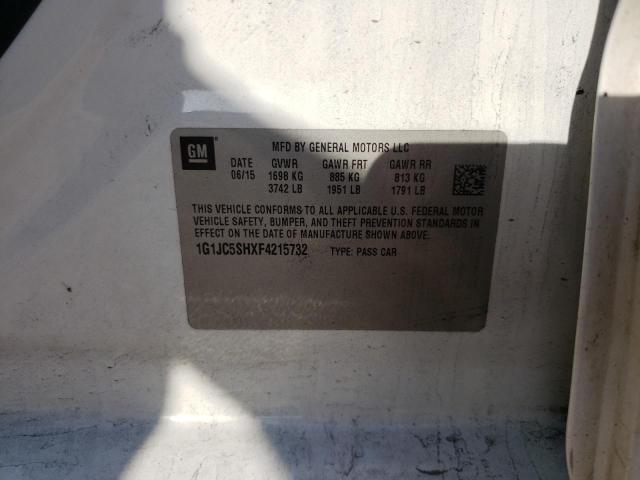 GM
MFD BY GENERAL MOTORS LLC
DATE GVWR GAWR FRT GAWR RR
06/15 1698 KG 885 KG 813 KG
3742 LB 1951 LB 1791 LB
THIS VEHICLE CONFORMS TO ALL APPLICABLE U.S. FEDERAL MOTOR
VEHICLE SAFETY, BUMPER, AND THEFT PREVENTION STANDARDS IN
EFFECT ON THE DATE OF MANUFACTURE SHOWN ABOVE.
1G1JC5SHXF4215732 TYPE: PASS CAR